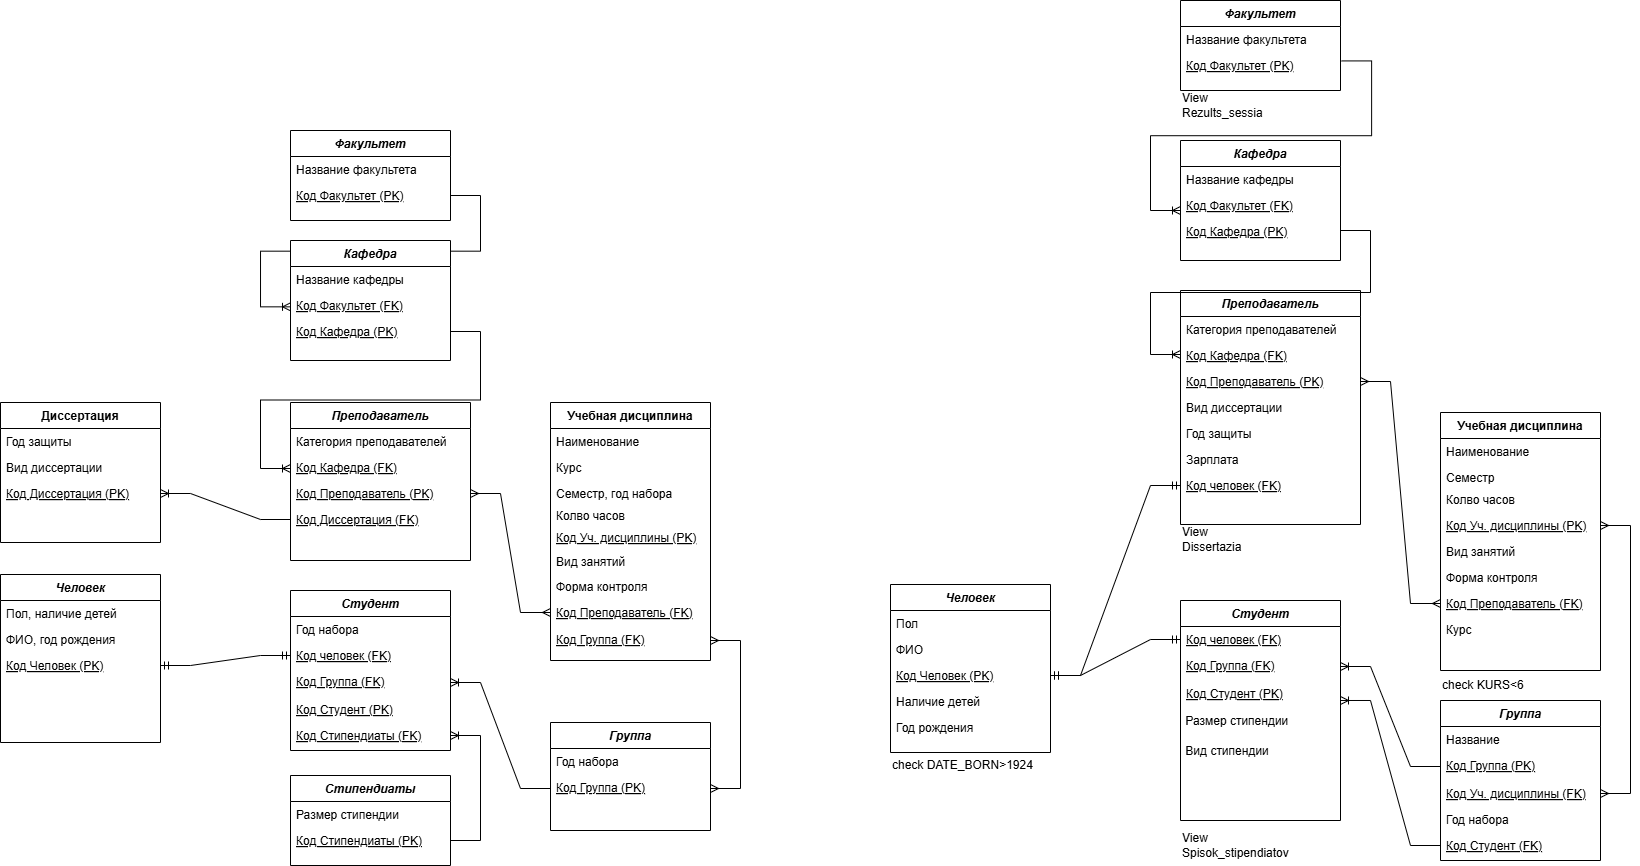 Факультет
Название факультета
Код Факультет (PK)
Кафедра
Название кафедры
Код Факультет (FK)
Код Кафедра (PK)
Диссертация
Год защиты
Вид диссертации
Код Диссертация (PK)
Преподаватель
Категория преподавателей
Код Кафедра (FK)
Код Преподаватель (PK)
Код Диссертация (FK)
Учебная дисциплина
Наименование
Курс
Семестр, год набора
Колво часов
Код Уч. дисциплины (PK)
Вид занятий
Форма контроля
Код Преподаватель (FK)
Код Группа (FK)
Человек
Пол, наличие детей
ФИО, год рождения
Код Человек (PK)
Студент
Год набора
Код человек (FK)
Код Группа (FK)
Код Студент (PK)
Код Стипендиаты (FK)
Группа
Год набора
Код Группа (PK)
Стипендиаты
Размер стипендии
Код Стипендиаты (PK)
Факультет
Название факультета
Код Факультет (PK)
View
Rezults_sessia
Кафедра
Название кафедры
Код Факультет (FK)
Код Кафедра (PK)
Преподаватель
Категория преподавателей
Код Кафедра (FK)
Код Преподаватель (PK)
Вид диссертации
Год защиты
Зарплата
Код человек (FK)
View
Dissertazia
Учебная дисциплина
Наименование
Семестр
Колво часов
Код Уч. дисциплины (PK)
Вид занятий
Форма контроля
Код Преподаватель (FK)
Курс
check KURS<6
Человек
Пол
ФИО
Код Человек (PK)
Наличие детей
Год рождения
check DATE_BORN>1924
Студент
Код человек (FK)
Код Группа (FK)
Код Студент (PK)
Размер стипендии
Вид стипендии
View
Spisok_stipendiatov
Группа
Название
Код Группа (PK)
Код Уч. дисциплины (FK)
Год набора
Код Студент (FK)